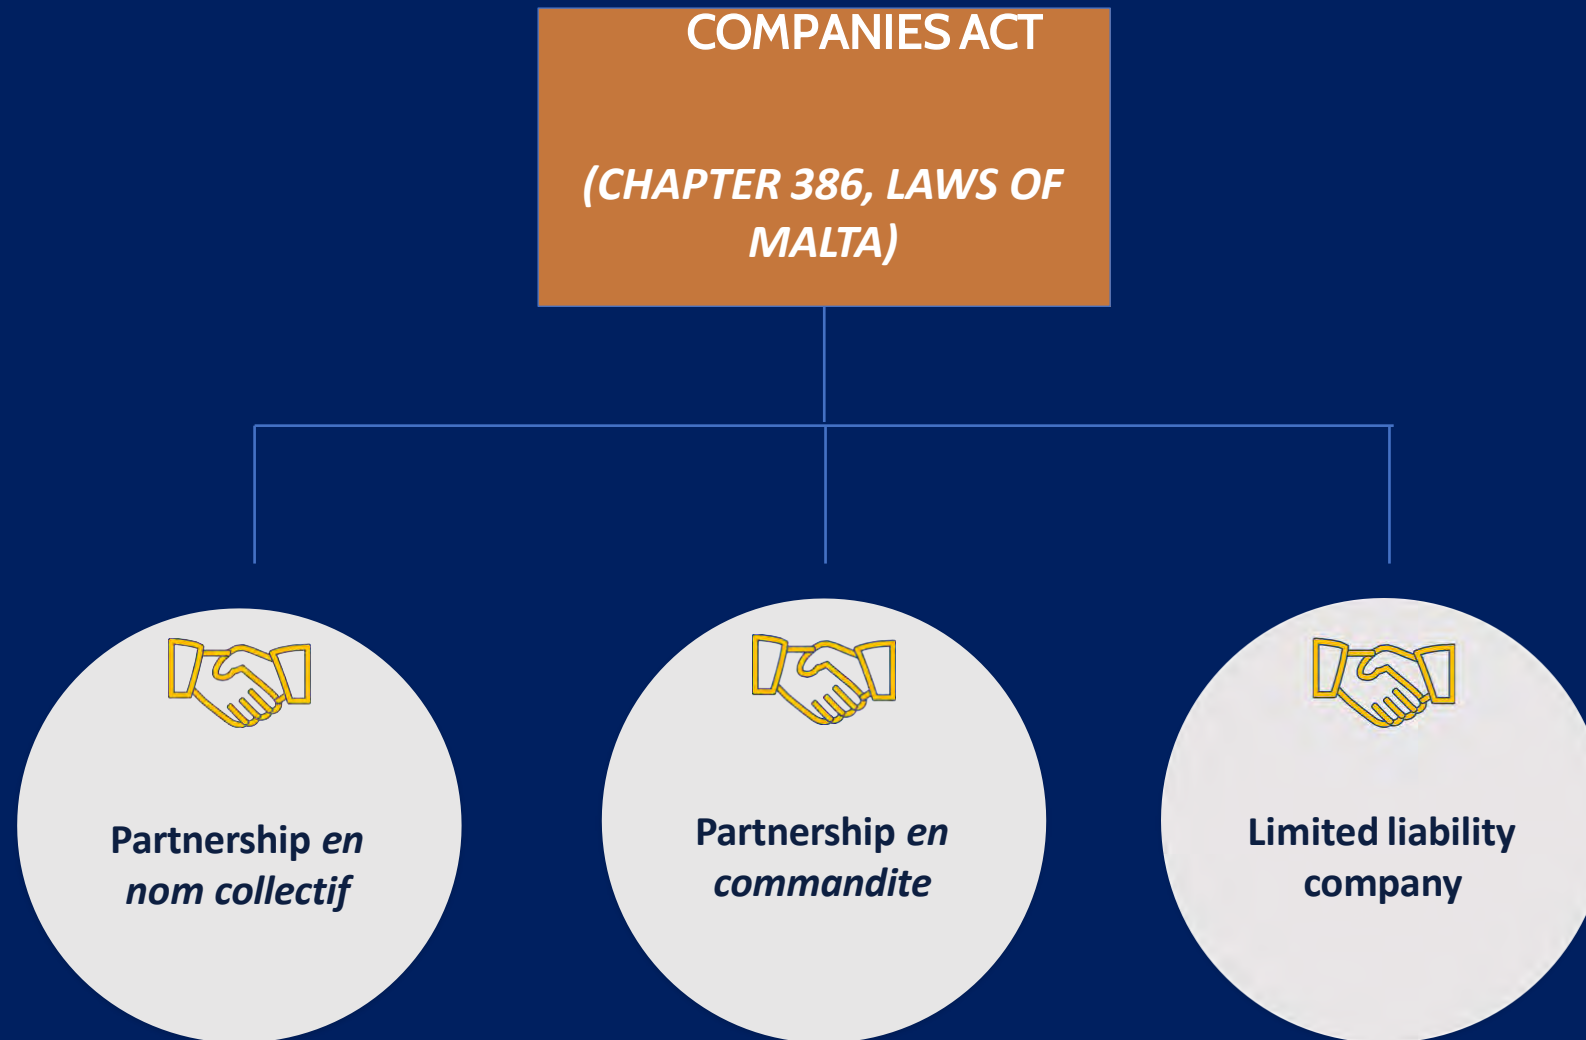 COMPANIES ACT
(CHAPTER 386, LAWS OF
MALTA)
Partnership en
nom collectif
Partnership en
commandite
Limited liability
company